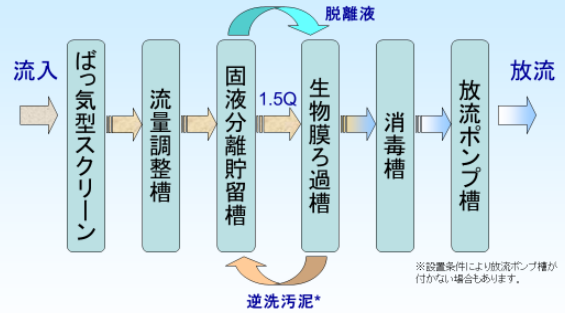 脱離液
流入
ばっ気型スクリーン
流量調整槽
固液分離貯留槽
1.5Q
生物膜ろ過槽
消毒槽
放流ポンプ槽
放流
※設置条件により放流ポンプ槽が
付かない場合もあります。
逆洗汚泥*